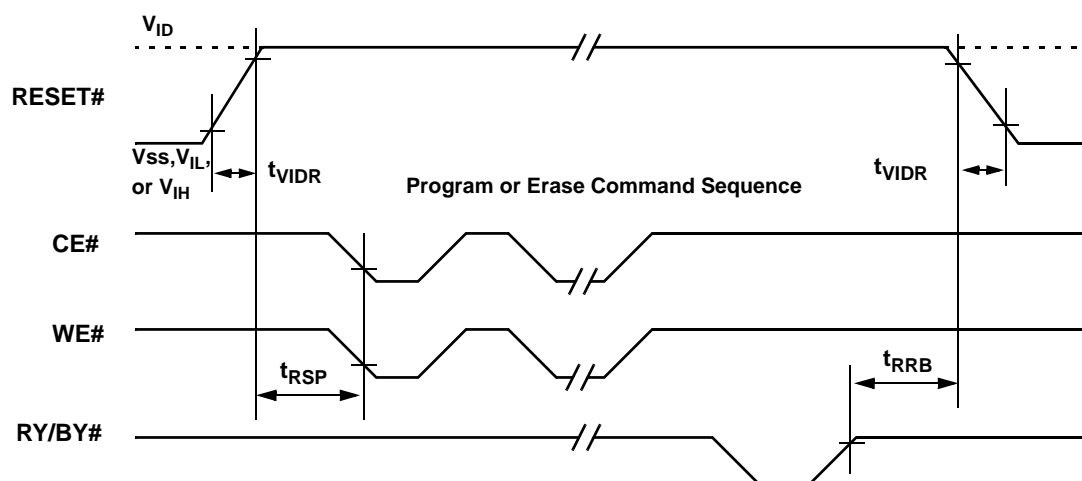 VID
RESET#
Vss,VIL,
or VIH
tVIDR
Program or Erase Command Sequence
tVIDR
CE#
WE#
tRSP
tRRB
RY/BY#